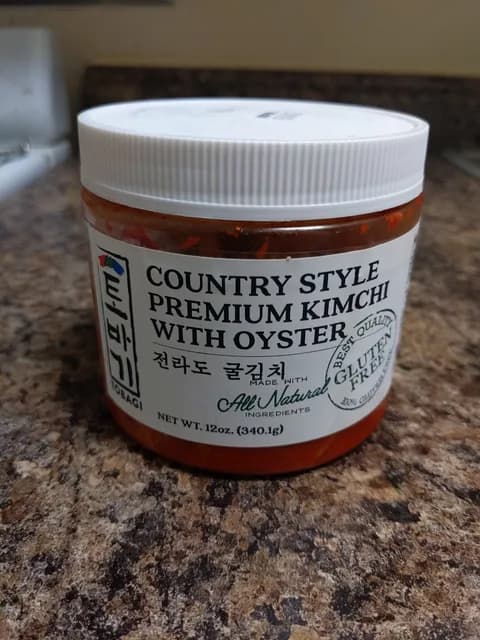 토바기
TOBAGI
COUNTRY STYLE
PREMIUM KIMCHI
WITH OYSTER
전라도 굴김치
MADE WITH
All Natural
INGREDIENTS
NET WT. 12oz. (340.1g)
BEST QUALITY
GLUTEN
FREE